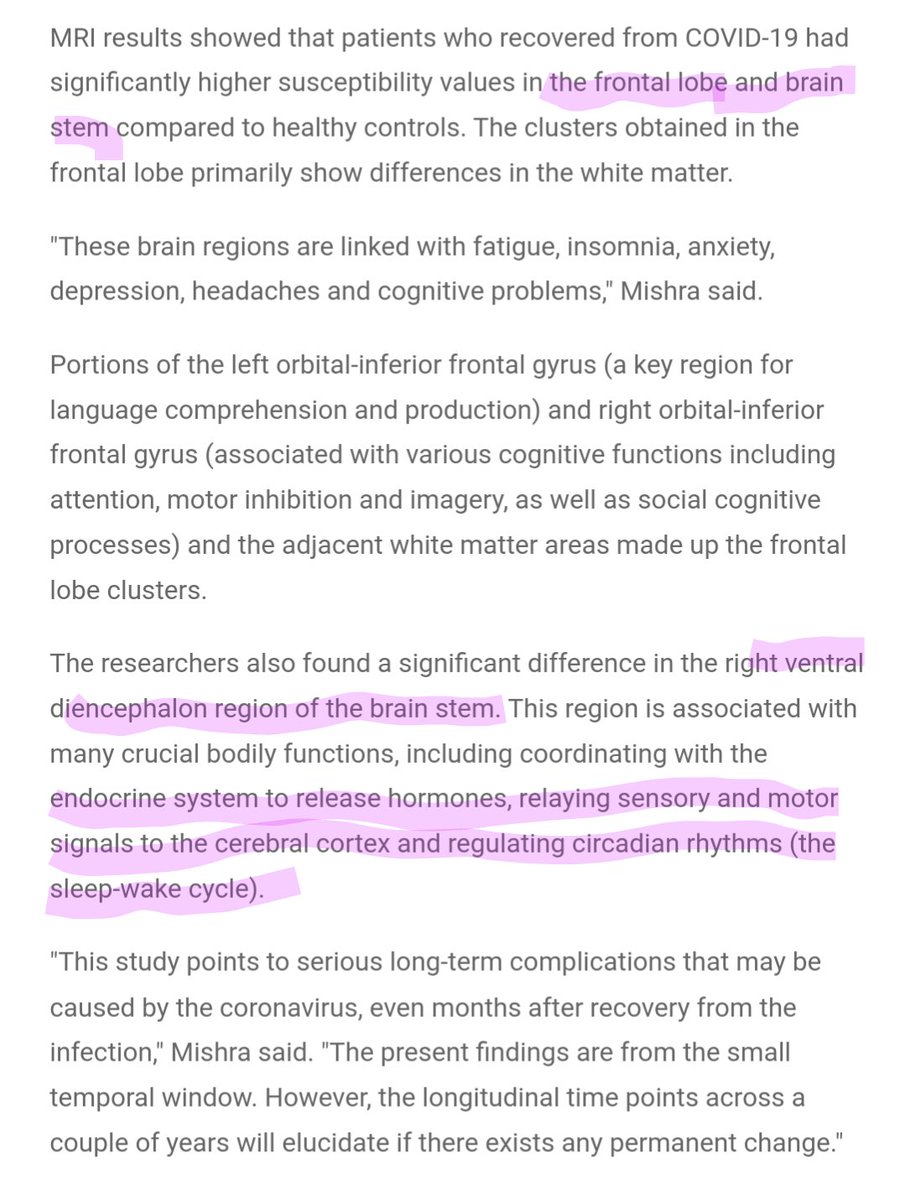 MRI results showed that patients who recovered from COVID-19 had
significantly higher susceptibility values in the frontal lobe and brain
stem compared to healthy controls. The clusters obtained in the
frontal lobe primarily show differences in the white matter.
"These brain regions are linked with fatigue, insomnia, anxiety,
depression, headaches and cognitive problems," Mishra said.
Portions of the left orbital-inferior frontal gyrus (a key region for
language comprehension and production) and right orbital-inferior
frontal gyrus (associated with various cognitive functions including
attention, motor inhibition and imagery, as well as social cognitive
processes) and the adjacent white matter areas made up the frontal
lobe clusters.
The researchers also found a significant difference in the right ventral
diencephalon region of the brain stem. This region is associated with
many crucial bodily functions, including coordinating with the
endocrine system to release hormones, relaying sensory and motor
signals to the cerebral cortex and regulating circadian rhythms (the
sleep-wake cycle).
"This study points to serious long-term complications that may be
caused by the coronavirus, even months after recovery from the
infection," Mishra said. "The present findings are from the small
temporal window. However, the longitudinal time points across a
couple of years will elucidate if there exists any permanent change."